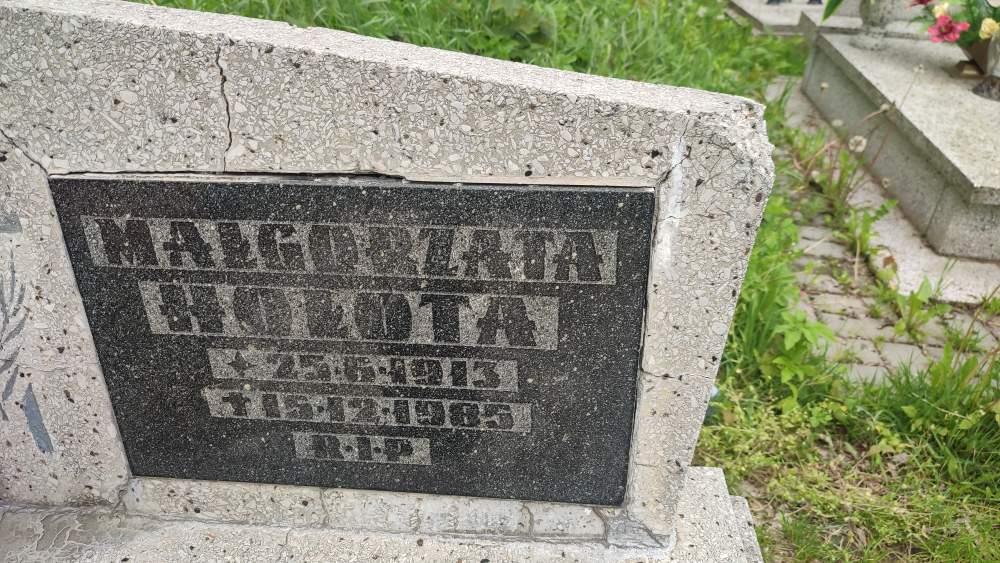 MAŁGORZATA
HOŁOTA
✦ 25·6·1913
✝ 15·12·1985
R·I·P